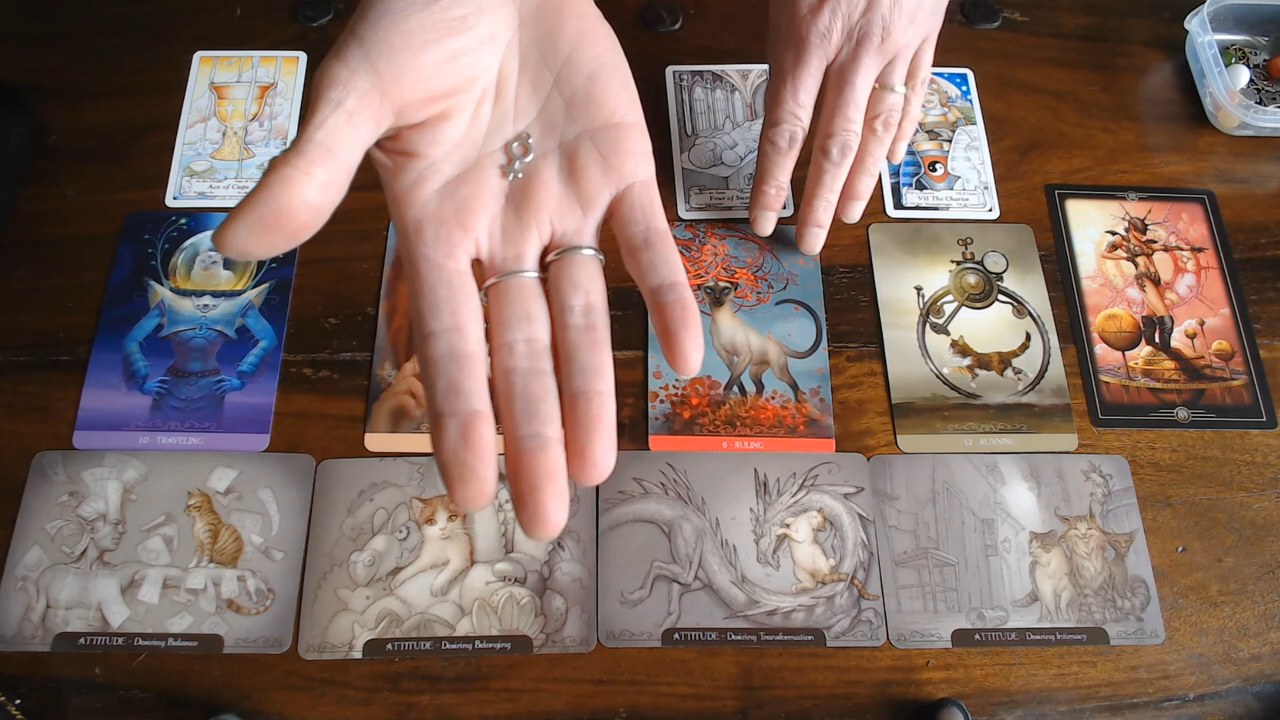 Ace of Cups
Four of
VII The Chariot
10 - TRAVELING
6 - RULING
12 - RUNNING
ATTITUDE - Desiring Balance
ATTITUDE - Desiring Belonging
ATTITUDE - Desiring Transformation
ATTITUDE - Desiring Intimacy